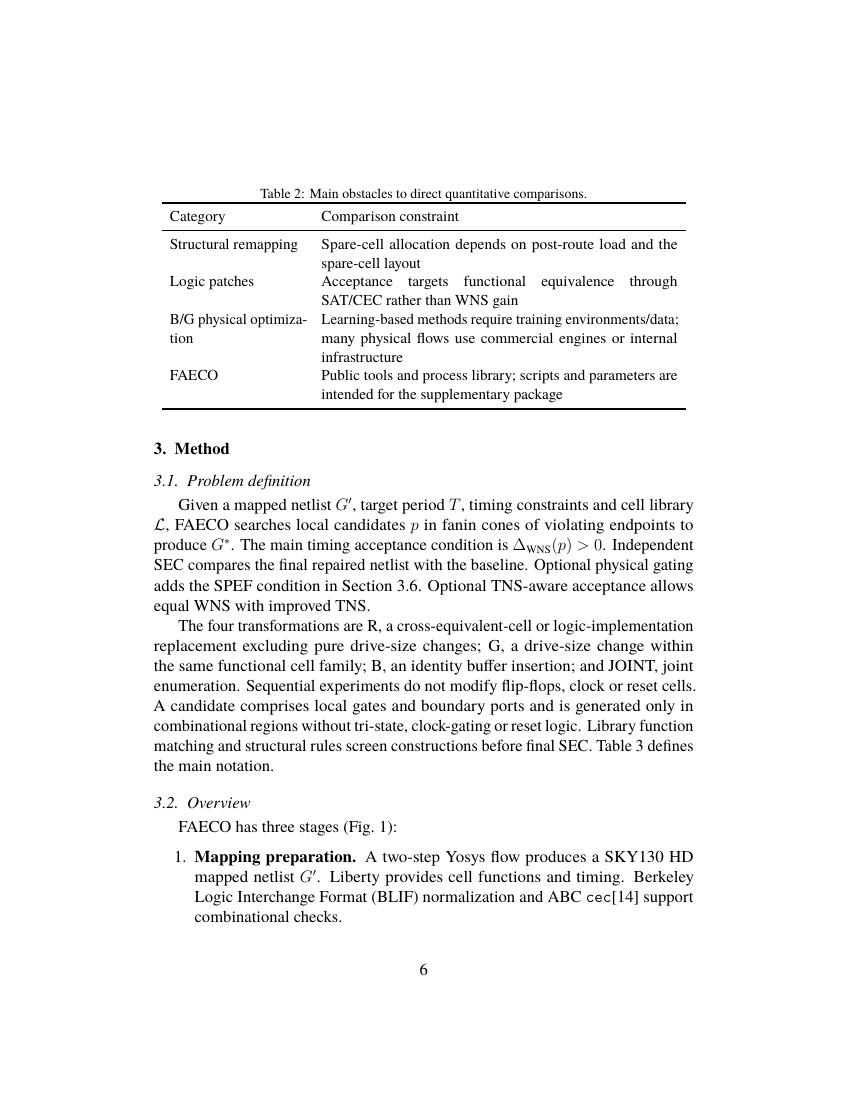 Table 2: Main obstacles to direct quantitative comparisons.
Category Comparison constraint
Structural remapping Spare-cell allocation depends on post-route load and the
spare-cell layout
Logic patches Acceptance targets functional equivalence through
SAT/CEC rather than WNS gain
B/G physical optimiza- Learning-based methods require training environments/data;
tion many physical flows use commercial engines or internal
infrastructure
FAECO Public tools and process library; scripts and parameters are
intended for the supplementary package
3. Method
3.1. Problem definition
Given a mapped netlist G′, target period T, timing constraints and cell library
ℒ, FAECO searches local candidates p in fanin cones of violating endpoints to
produce G*. The main timing acceptance condition is Δ_WNS(p) > 0. Independent
SEC compares the final repaired netlist with the baseline. Optional physical gating
adds the SPEF condition in Section 3.6. Optional TNS-aware acceptance allows
equal WNS with improved TNS.
The four transformations are R, a cross-equivalent-cell or logic-implementation
replacement excluding pure drive-size changes; G, a drive-size change within
the same functional cell family; B, an identity buffer insertion; and JOINT, joint
enumeration. Sequential experiments do not modify flip-flops, clock or reset cells.
A candidate comprises local gates and boundary ports and is generated only in
combinational regions without tri-state, clock-gating or reset logic. Library function
matching and structural rules screen constructions before final SEC. Table 3 defines
the main notation.
3.2. Overview
FAECO has three stages (Fig. 1):
1. Mapping preparation. A two-step Yosys flow produces a SKY130 HD
mapped netlist G′. Liberty provides cell functions and timing. Berkeley
Logic Interchange Format (BLIF) normalization and ABC cec[14] support
combinational checks.
6